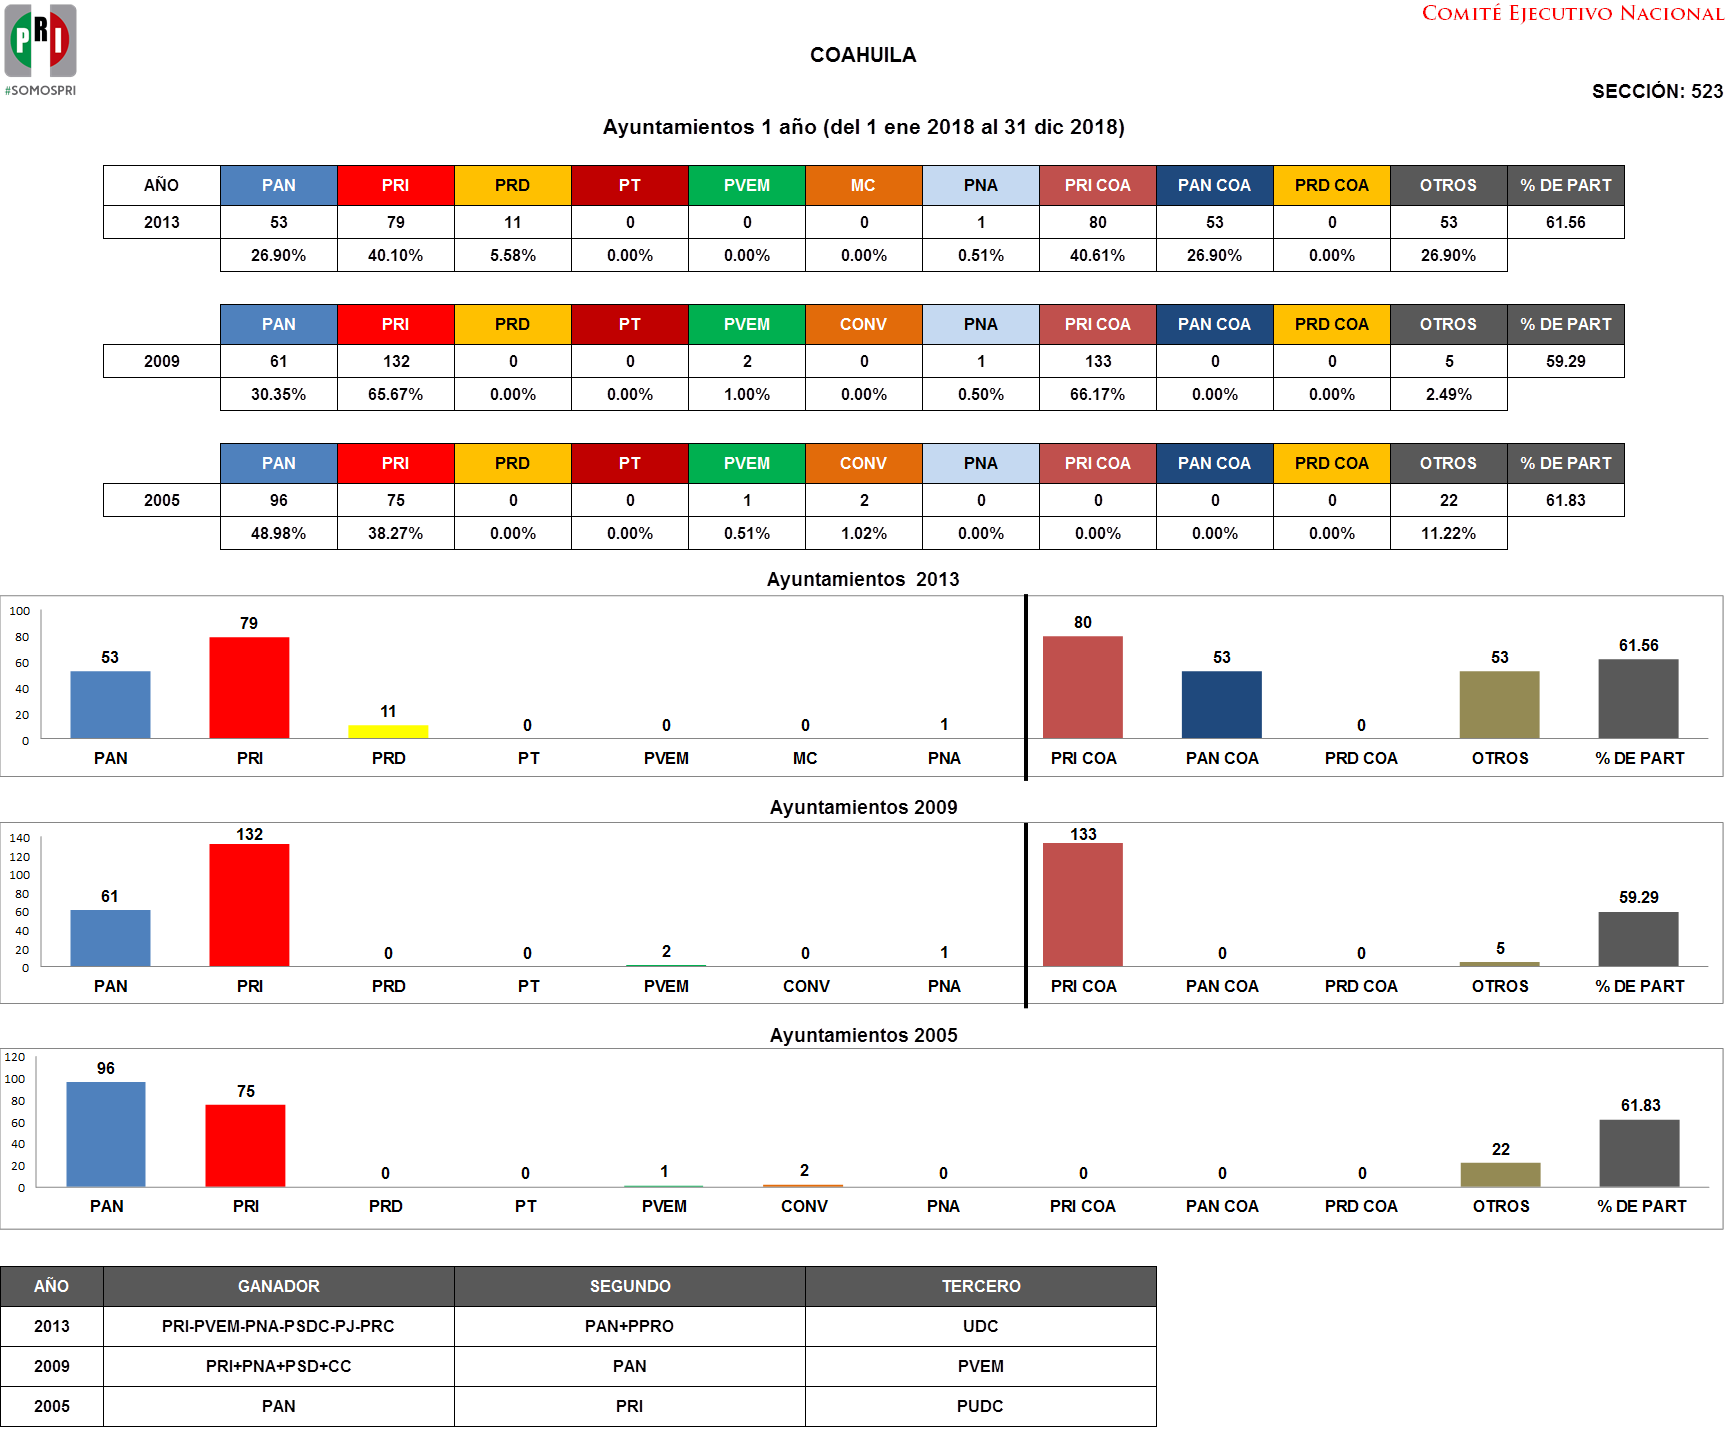 COMITÉ EJECUTIVO NACIONAL
PRI
#SOMOSPRI
COAHUILA
SECCIÓN: 523
Ayuntamientos 1 año (del 1 ene 2018 al 31 dic 2018)
AÑO PAN PRI PRD PT PVEM MC PNA PRI COA PAN COA PRD COA OTROS % DE PART
2013 53 79 11 0 0 0 1 80 53 0 53 61.56
26.90% 40.10% 5.58% 0.00% 0.00% 0.00% 0.51% 40.61% 26.90% 0.00% 26.90%
PAN PRI PRD PT PVEM CONV PNA PRI COA PAN COA PRD COA OTROS % DE PART
2009 61 132 0 0 2 0 1 133 0 0 5 59.29
30.35% 65.67% 0.00% 0.00% 1.00% 0.00% 0.50% 66.17% 0.00% 0.00% 2.49%
PAN PRI PRD PT PVEM CONV PNA PRI COA PAN COA PRD COA OTROS % DE PART
2005 96 75 0 0 1 2 0 0 0 0 22 61.83
48.98% 38.27% 0.00% 0.00% 0.51% 1.02% 0.00% 0.00% 0.00% 0.00% 11.22%
Ayuntamientos 2013
100
80
60
40
20
0
53 79 11 0 0 0 1 80 53 0 53 61.56
PAN PRI PRD PT PVEM MC PNA PRI COA PAN COA PRD COA OTROS % DE PART
Ayuntamientos 2009
140
120
100
80
60
40
20
0
61 132 0 0 2 0 1 133 0 0 5 59.29
PAN PRI PRD PT PVEM CONV PNA PRI COA PAN COA PRD COA OTROS % DE PART
Ayuntamientos 2005
120
100
80
60
40
20
0
96 75 0 0 1 2 0 0 0 0 22 61.83
PAN PRI PRD PT PVEM CONV PNA PRI COA PAN COA PRD COA OTROS % DE PART
AÑO GANADOR SEGUNDO TERCERO
2013 PRI-PVEM-PNA-PSDC-PJ-PRC PAN+PPRO UDC
2009 PRI+PNA+PSD+CC PAN PVEM
2005 PAN PRI PUDC